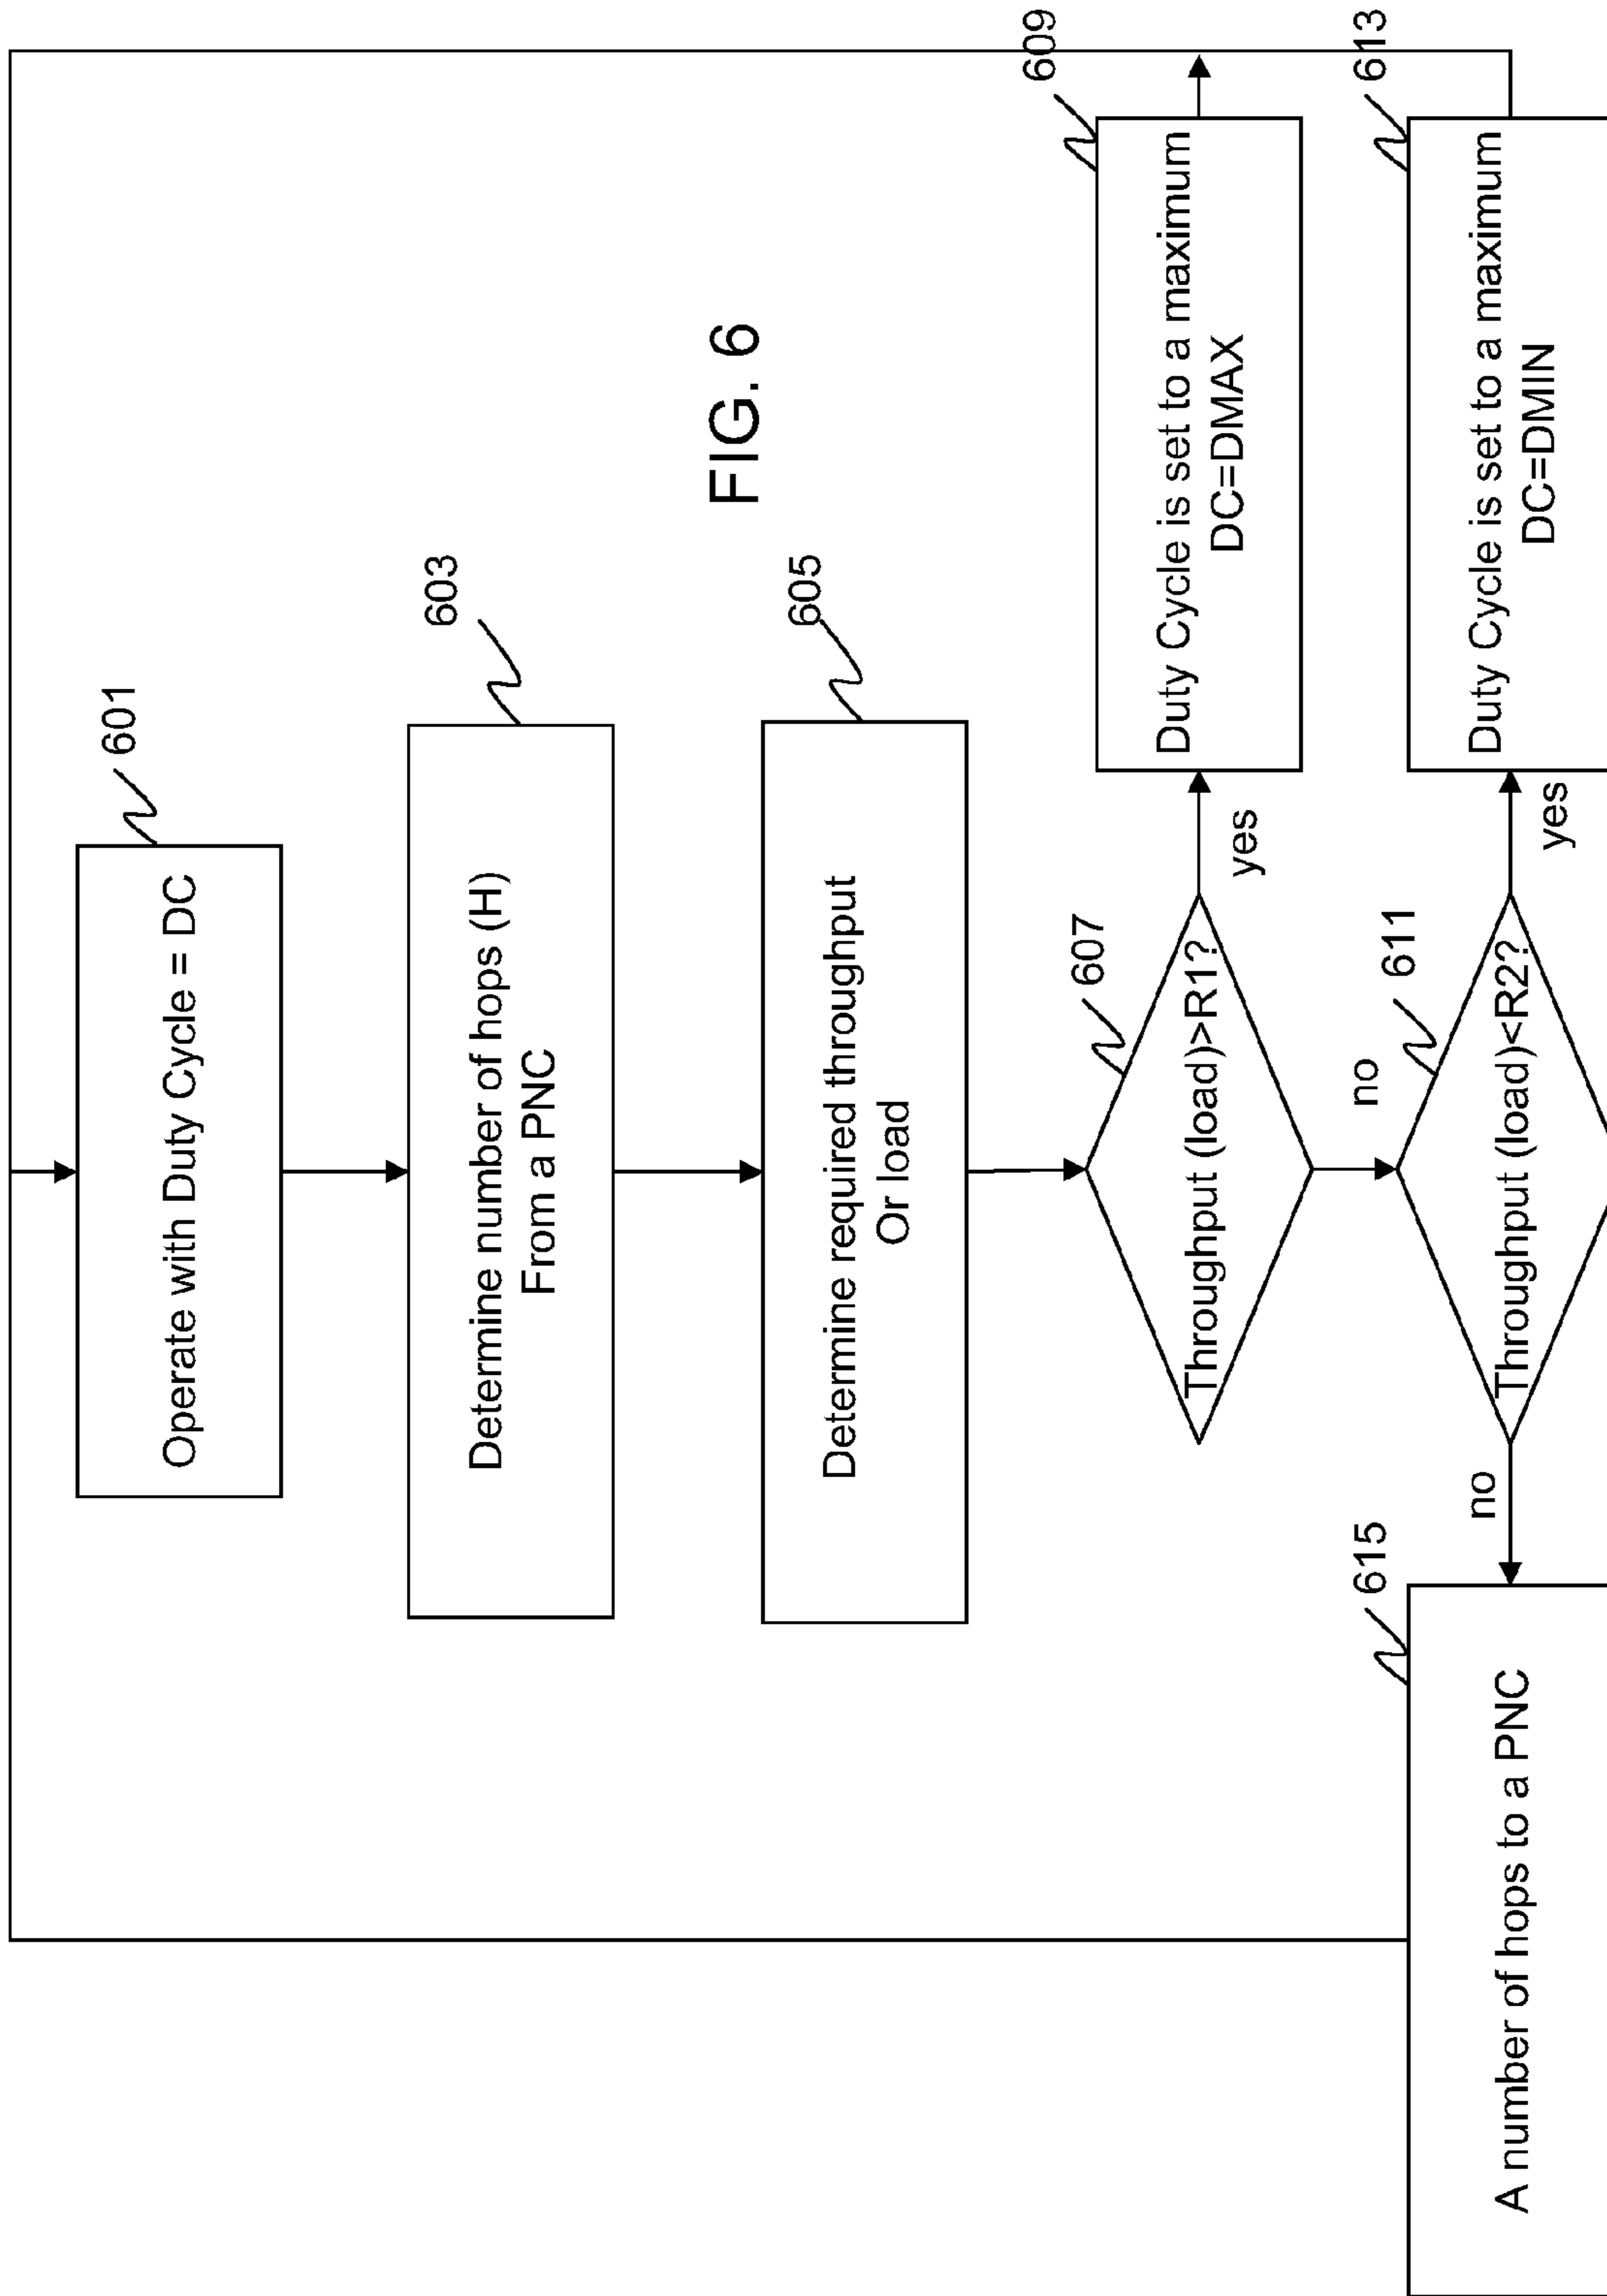 601
Operate with Duty Cycle = DC
603
Determine number of hops (H)
From a PNC
605
Determine required throughput
Or load
FIG. 6
607
Throughput (load)>R1?
yes
609
Duty Cycle is set to a maximum
DC=DMAX
no
611
Throughput (load)<R2?
yes
613
Duty Cycle is set to a maximum
DC=DMIN
no
615
A number of hops to a PNC